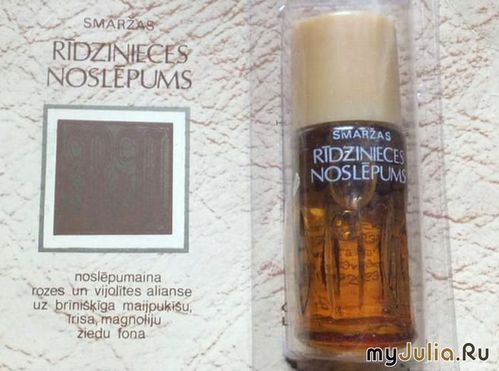 SMARŽAS
RĪDZINIECES
NOSLĒPUMS
noslēpumaina
rozes un vijolītes alianse
uz brīnišķīga maijpuķīšu,
īrisa, magnoliju
ziedu fona
SMARŽAS
RĪDZINIECES
NOSLĒPUMS
myJulia.Ru